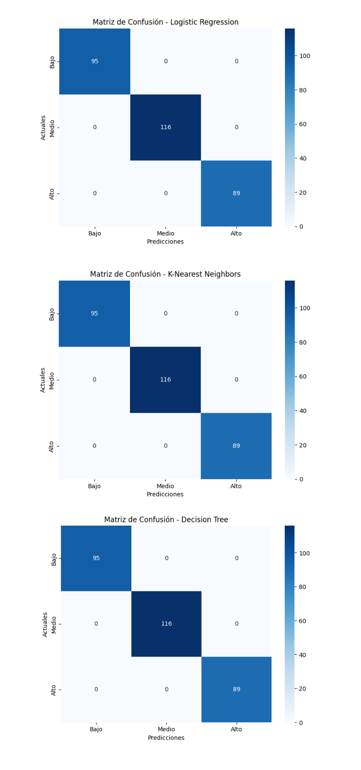 Matriz de Confusión - Logistic Regression
Actuales
Bajo
Medio
Alto
95 0 0
0 116 0
0 0 89
Bajo Medio Alto
Predicciones
100
80
60
40
20
0
Matriz de Confusión - K-Nearest Neighbors
Actuales
Bajo
Medio
Alto
95 0 0
0 116 0
0 0 89
Bajo Medio Alto
Predicciones
100
80
60
40
20
0
Matriz de Confusión - Decision Tree
Actuales
Bajo
Medio
Alto
95 0 0
0 116 0
0 0 89
Bajo Medio Alto
Predicciones
100
80
60
40
20
0